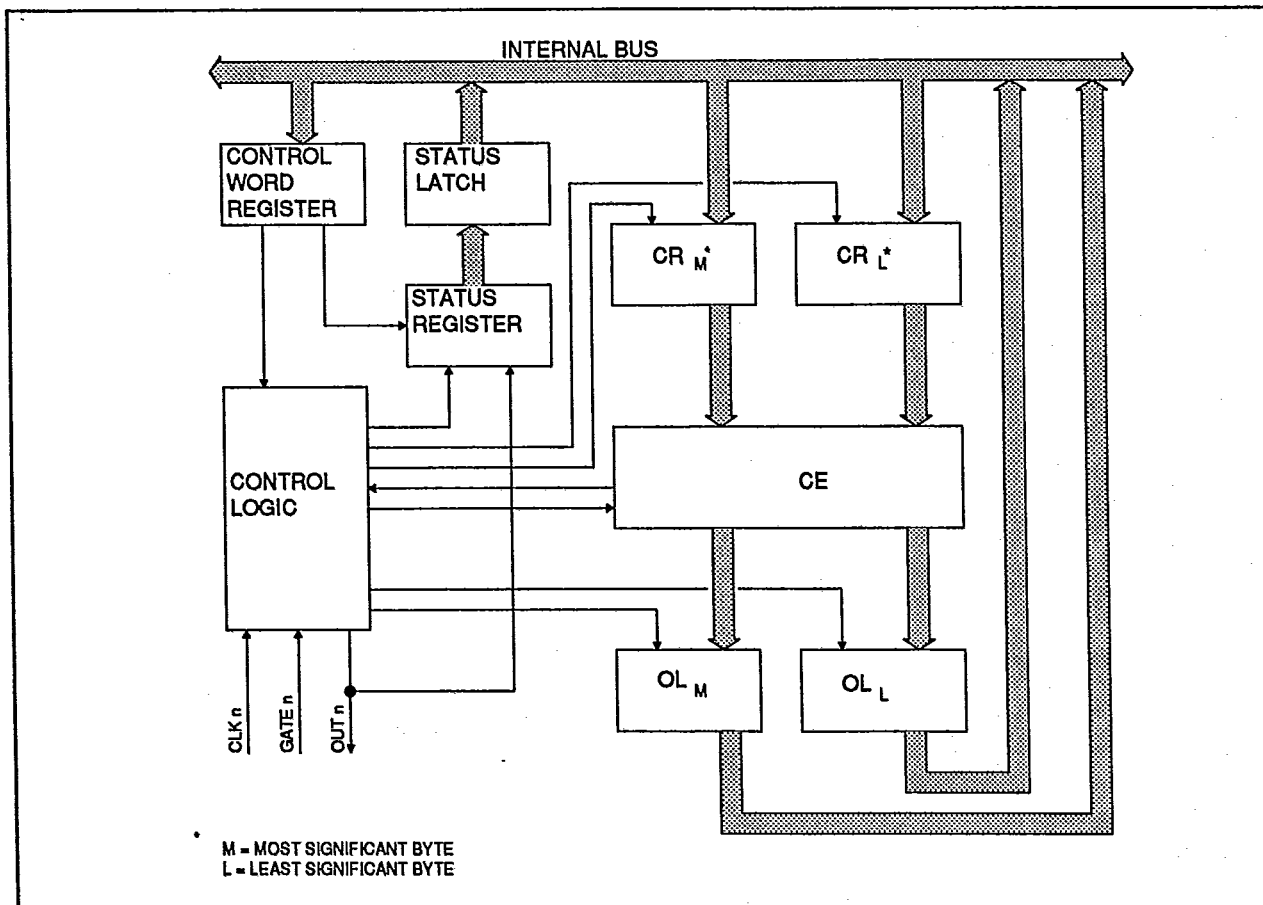 INTERNAL BUS
CONTROL
WORD
REGISTER
STATUS
LATCH
CR M*
CR L*
STATUS
REGISTER
CONTROL
LOGIC
CE
OL M
OL L
CLK n
GATE n
OUT n
M = MOST SIGNIFICANT BYTE
L = LEAST SIGNIFICANT BYTE